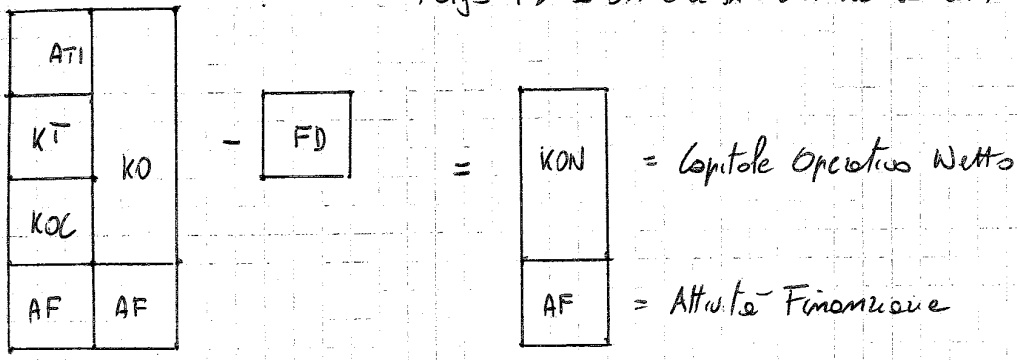 ATI
KT
KO
- FD
=
KON
= Capitale Operativo Netto
KOC
AF AF
AF
= Attività Finanziarie